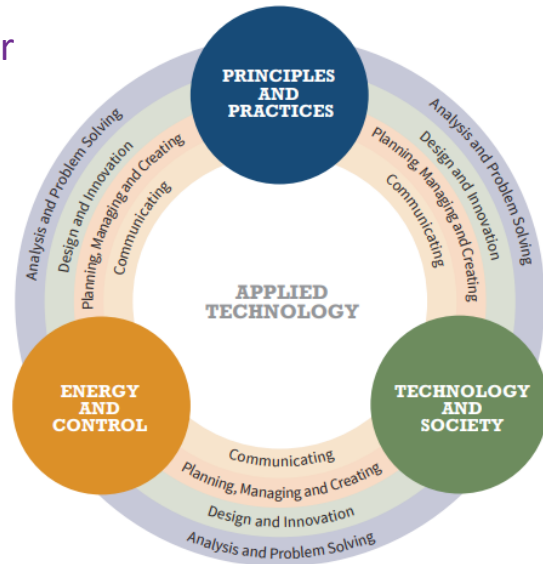 r
PRINCIPLES
AND
PRACTICES
Analysis and Problem Solving
Design and Innovation
Planning, Managing and Creating
Communicating
Analysis and Problem Solving
Design and Innovation
Planning, Managing and Creating
Communicating
APPLIED
TECHNOLOGY
ENERGY
AND
CONTROL
TECHNOLOGY
AND
SOCIETY
Communicating
Planning, Managing and Creating
Design and Innovation
Analysis and Problem Solving